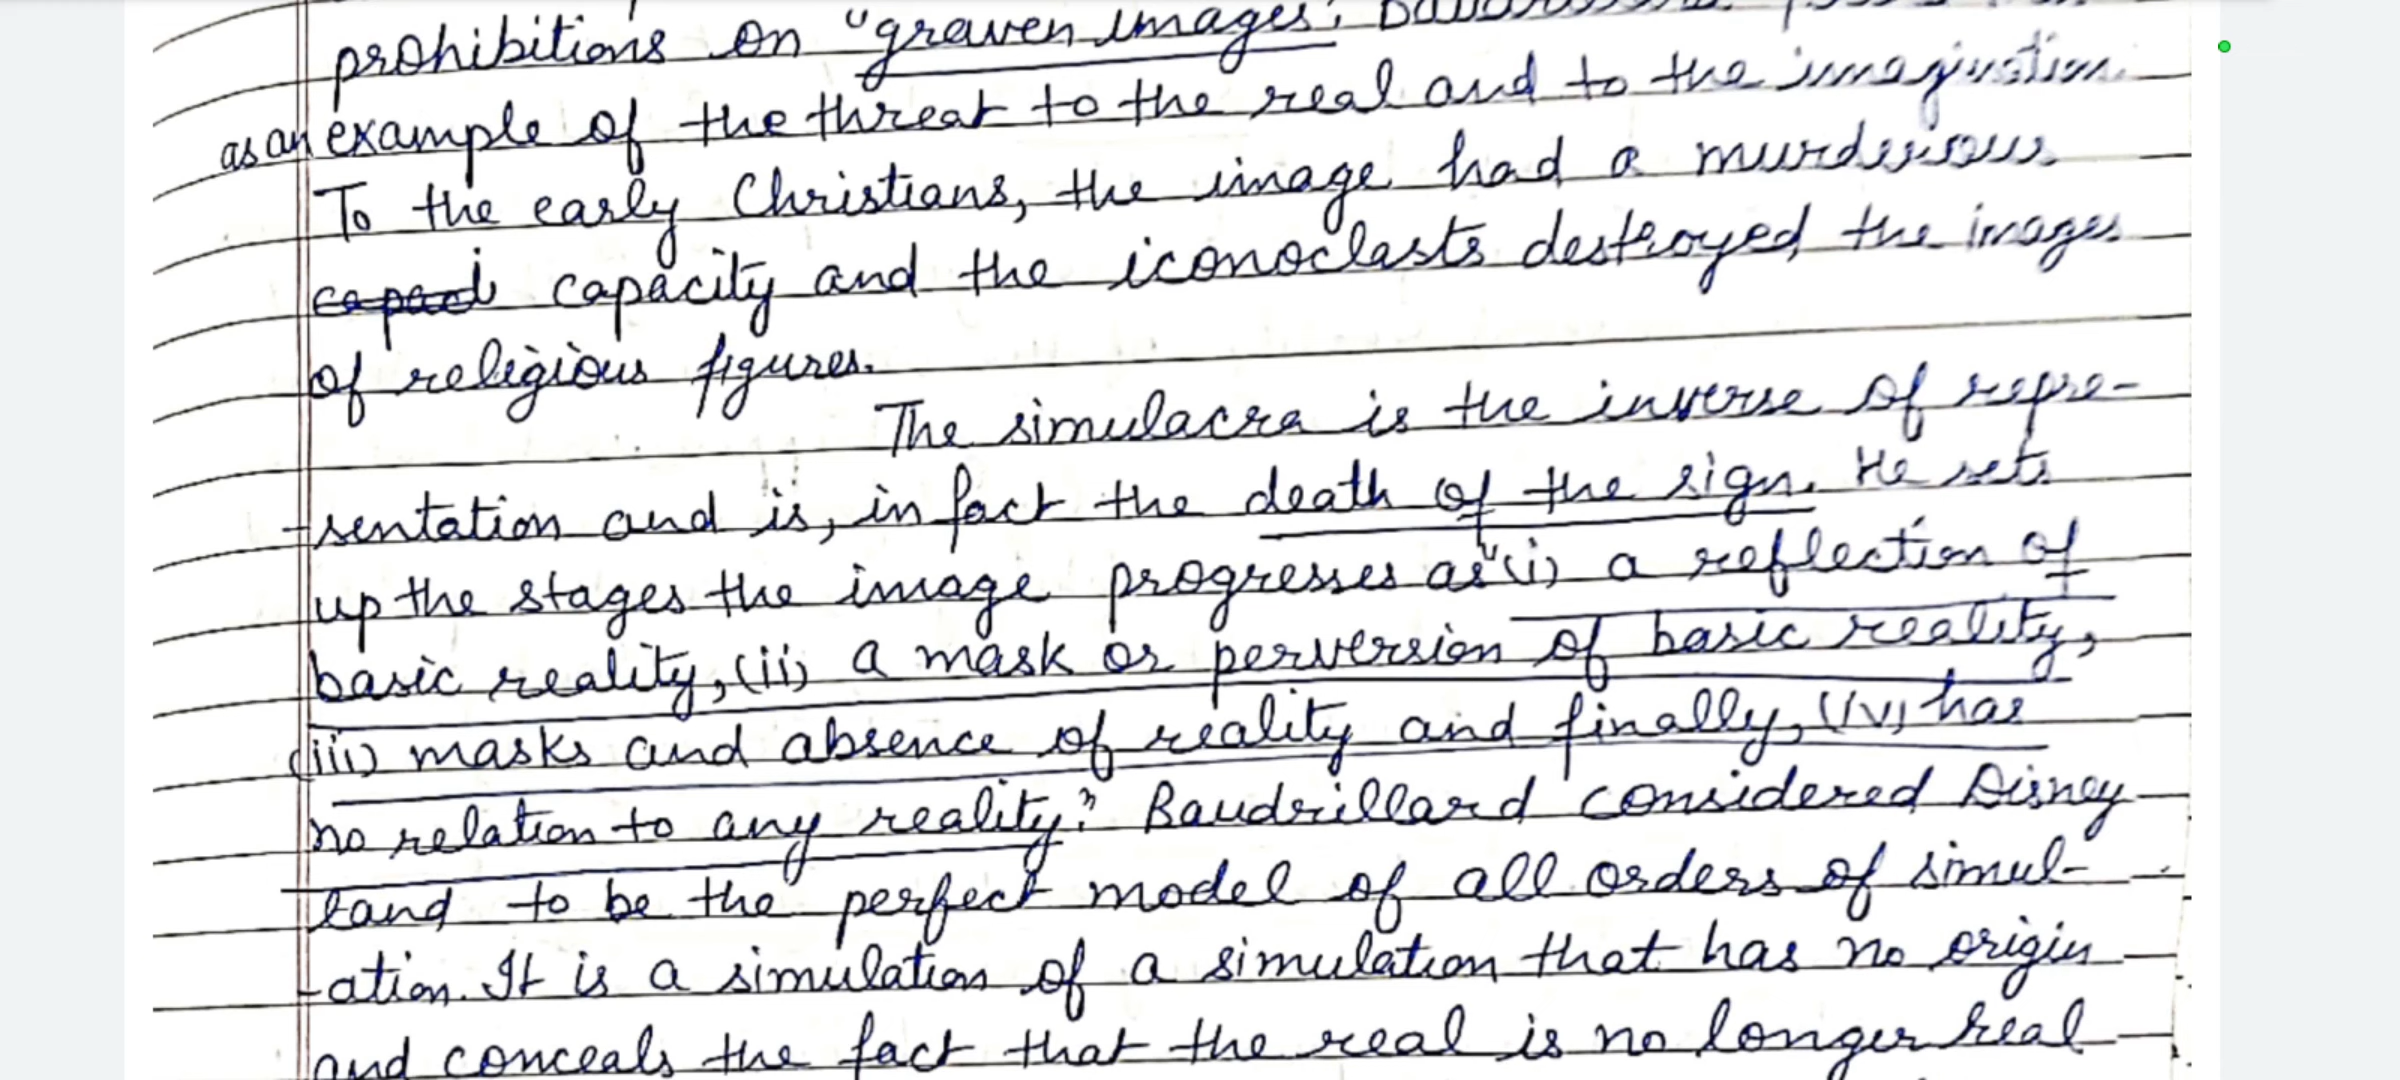 prohibitions on "graven images".
as an example of the threat to the real and to the imagination.
To the early Christians, the image had a murderous
capaci capacity and the iconoclasts destroyed the images
of religious figures.
The simulacra is the inverse of repre-
-sentation and is, in fact the death of the sign. He sets
up the stages the image progresses as "(i) a reflection of
basic reality, (ii) a mask or perversion of basic reality,
(iii) masks and absence of reality and finally, (iv) has
no relation to any reality". Baudrillard considered Disney
land to be the perfect model of all orders of simul-
-ation. It is a simulation of a simulation that has no origin
and conceals the fact that the real is no longer real